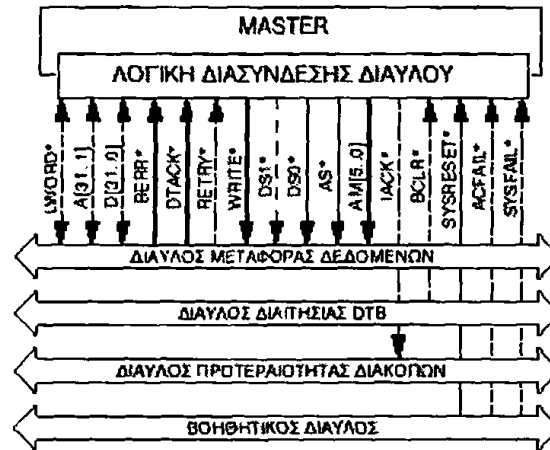 MASTER
ΛΟΓΙΚΗ ΔΙΑΣΥΝΔΕΣΗΣ ΔΙΑΥΛΟΥ
LWORD*
A[31..1]
D[31..0]
BERR*
DTACK*
RETRY*
WRITE*
DS1*
DS0*
AS*
AM[5..0]
IACK*
BCLR*
SYSRESET*
ACFAIL*
SYSFAIL*
ΔΙΑΥΛΟΣ ΜΕΤΑΦΟΡΑΣ ΔΕΔΟΜΕΝΩΝ
ΔΙΑΥΛΟΣ ΔΙΑΙΤΗΣΙΑΣ DTB
ΔΙΑΥΛΟΣ ΠΡΟΤΕΡΑΙΟΤΗΤΑΣ ΔΙΑΚΟΠΩΝ
ΒΟΗΘΗΤΙΚΟΣ ΔΙΑΥΛΟΣ